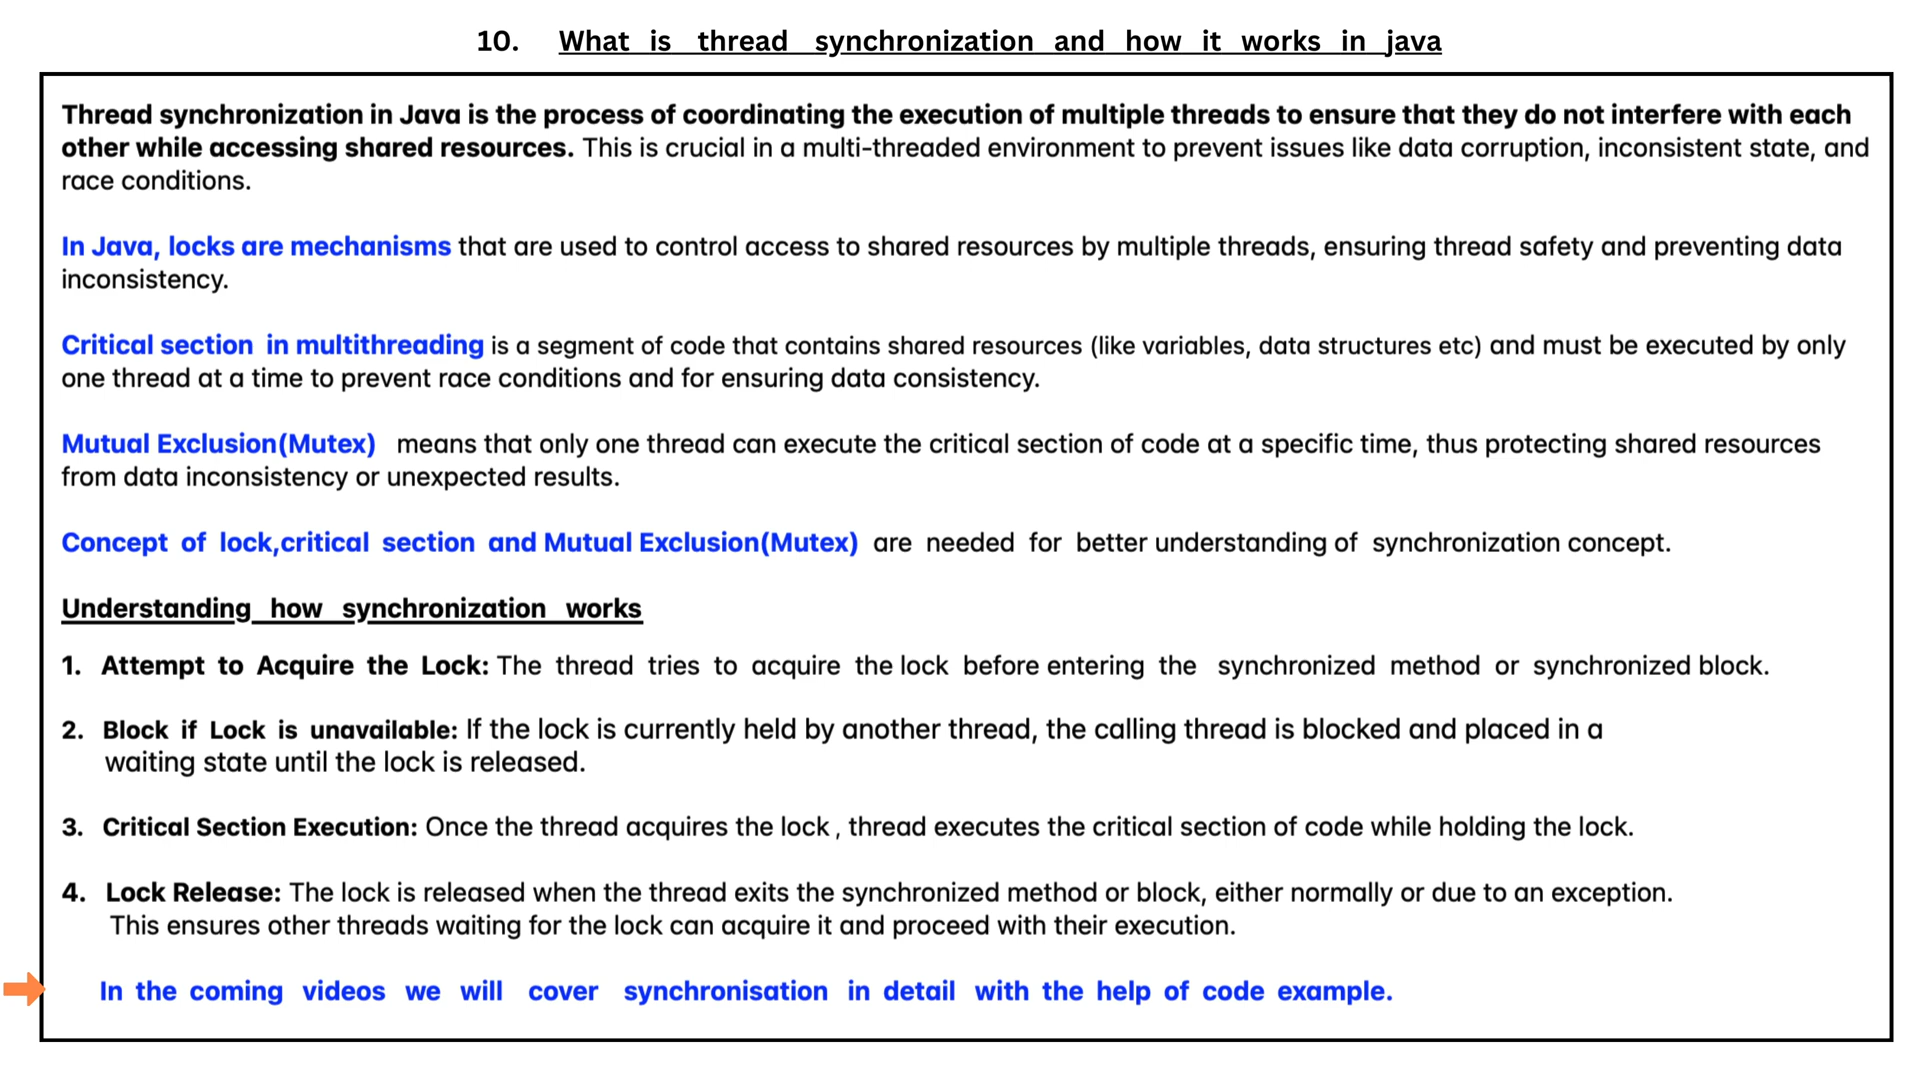 10. What is thread synchronization and how it works in java
Thread synchronization in Java is the process of coordinating the execution of multiple threads to ensure that they do not interfere with each
other while accessing shared resources. This is crucial in a multi-threaded environment to prevent issues like data corruption, inconsistent state, and
race conditions.
In Java, locks are mechanisms that are used to control access to shared resources by multiple threads, ensuring thread safety and preventing data
inconsistency.
Critical section in multithreading is a segment of code that contains shared resources (like variables, data structures etc) and must be executed by only
one thread at a time to prevent race conditions and for ensuring data consistency.
Mutual Exclusion(Mutex) means that only one thread can execute the critical section of code at a specific time, thus protecting shared resources
from data inconsistency or unexpected results.
Concept of lock,critical section and Mutual Exclusion(Mutex) are needed for better understanding of synchronization concept.
Understanding how synchronization works
1. Attempt to Acquire the Lock: The thread tries to acquire the lock before entering the synchronized method or synchronized block.
2. Block if Lock is unavailable: If the lock is currently held by another thread, the calling thread is blocked and placed in a
waiting state until the lock is released.
3. Critical Section Execution: Once the thread acquires the lock , thread executes the critical section of code while holding the lock.
4. Lock Release: The lock is released when the thread exits the synchronized method or block, either normally or due to an exception.
This ensures other threads waiting for the lock can acquire it and proceed with their execution.
In the coming videos we will cover synchronisation in detail with the help of code example.